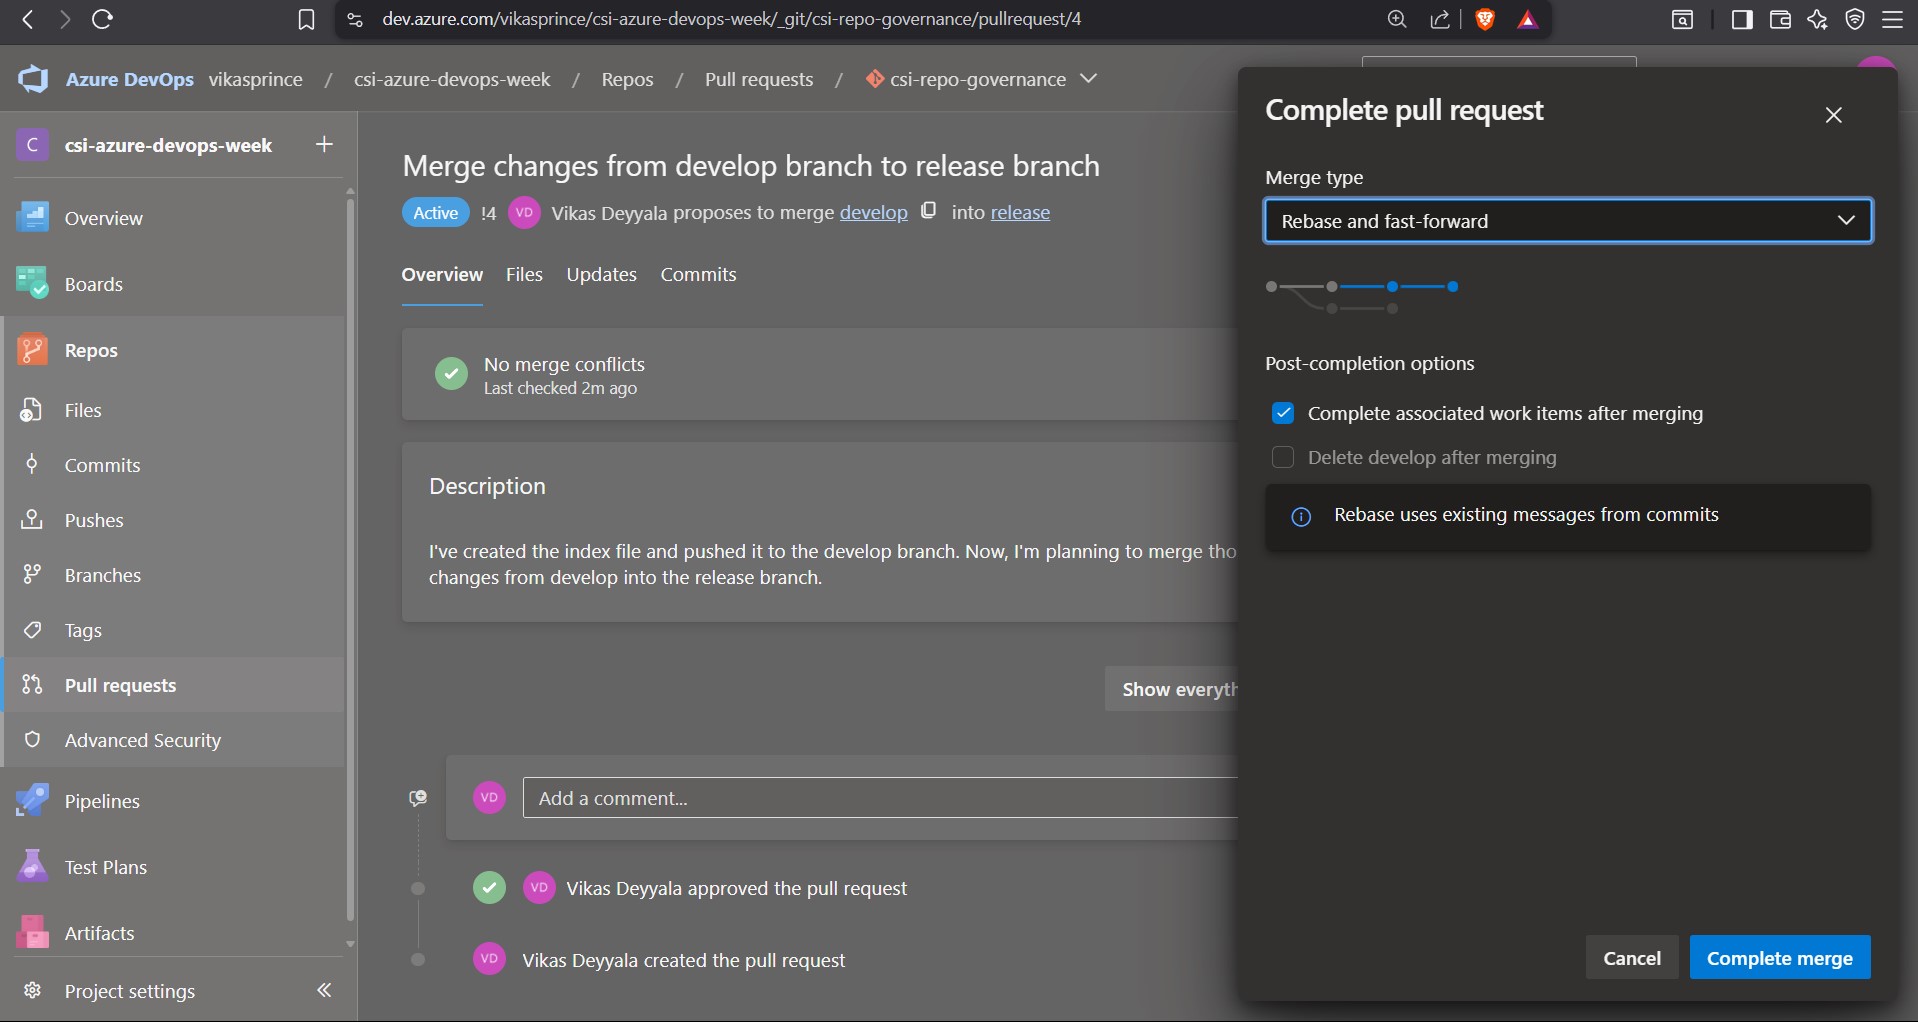 dev.azure.com/vikasprince/csi-azure-devops-week/_git/csi-repo-governance/pullrequest/4
Azure DevOps vikasprince / csi-azure-devops-week / Repos / Pull requests / csi-repo-governance
C csi-azure-devops-week +
Overview
Boards
Repos
Files
Commits
Pushes
Branches
Tags
Pull requests
Advanced Security
Pipelines
Test Plans
Artifacts
Project settings
Merge changes from develop branch to release branch
Active !4 VD Vikas Deyyala proposes to merge develop into release
Overview Files Updates Commits
No merge conflicts
Last checked 2m ago
Description
I've created the index file and pushed it to the develop branch. Now, I'm planning to merge tho
changes from develop into the release branch.
Show everyth
VD Add a comment...
VD Vikas Deyyala approved the pull request
VD Vikas Deyyala created the pull request
Complete pull request
Merge type
Rebase and fast-forward
Post-completion options
Complete associated work items after merging
Delete develop after merging
Rebase uses existing messages from commits
Cancel Complete merge